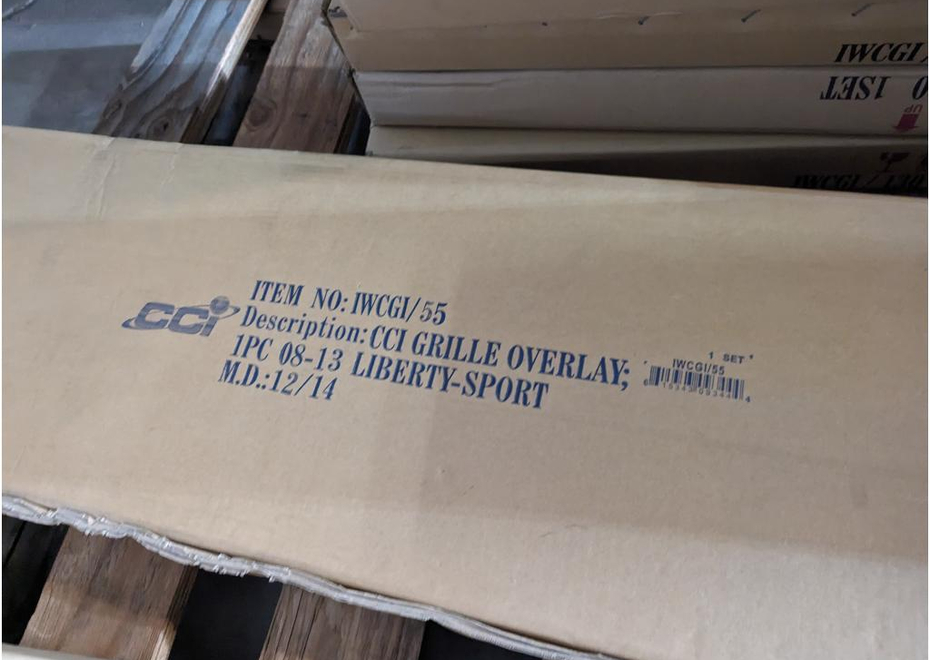 IWCGI/
1SET
UP
CCI
ITEM NO: IWCGI/55
Description: CCI GRILLE OVERLAY;
1PC 08-13 LIBERTY-SPORT
M.D.:12/14
1 SET
IWCGI/55